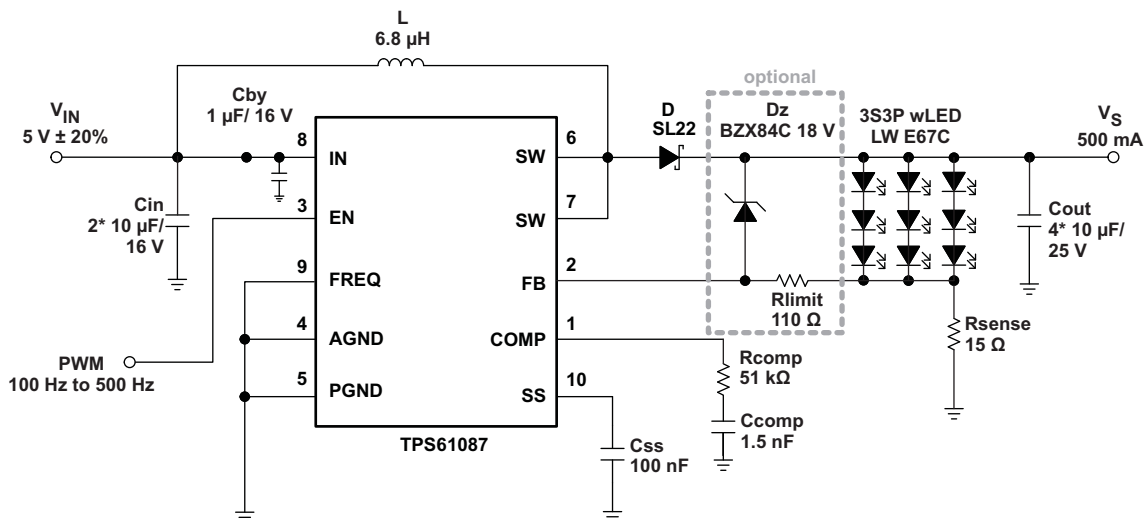 L
6.8 µH
optional
Cby
1 µF/ 16 V
D
SL22
Dz
BZX84C 18 V
3S3P wLED
LW E67C
VIN
5 V ± 20%
VS
500 mA
8
IN
6
SW
3
EN
7
SW
Cin
2* 10 µF/
16 V
Cout
4* 10 µF/
25 V
9
FREQ
2
FB
Rlimit
110 Ω
4
AGND
1
COMP
Rsense
15 Ω
PWM
100 Hz to 500 Hz
5
PGND
10
SS
Rcomp
51 kΩ
Ccomp
1.5 nF
TPS61087
Css
100 nF